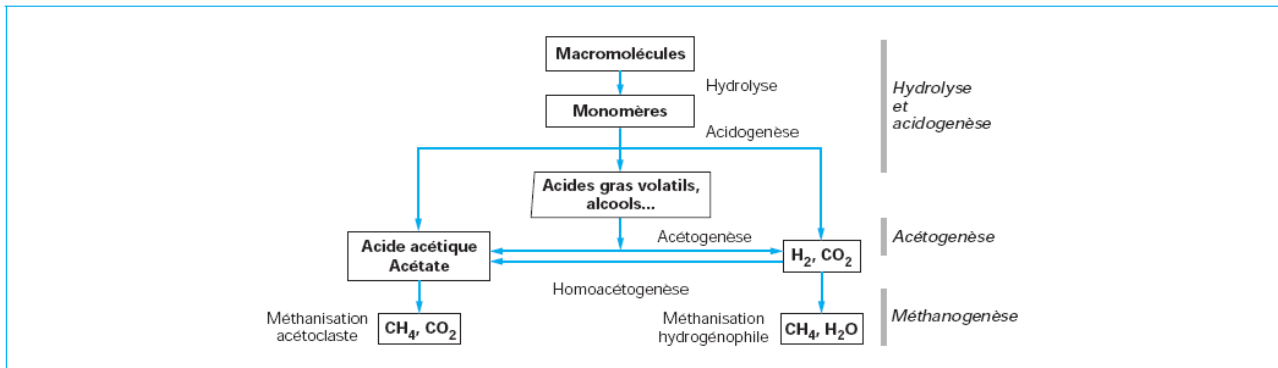 Macromolécules
Hydrolyse
Monomères
Acidogenèse
Hydrolyse
et
acidogenèse
Acides gras volatils,
alcools...
Acétogenèse
Acétogenèse
Acide acétique
Acétate
H₂, CO₂
Homoacétogenèse
Méthanisation
acétoclaste
CH₄, CO₂
Méthanisation
hydrogénophile
CH₄, H₂O
Méthanogenèse